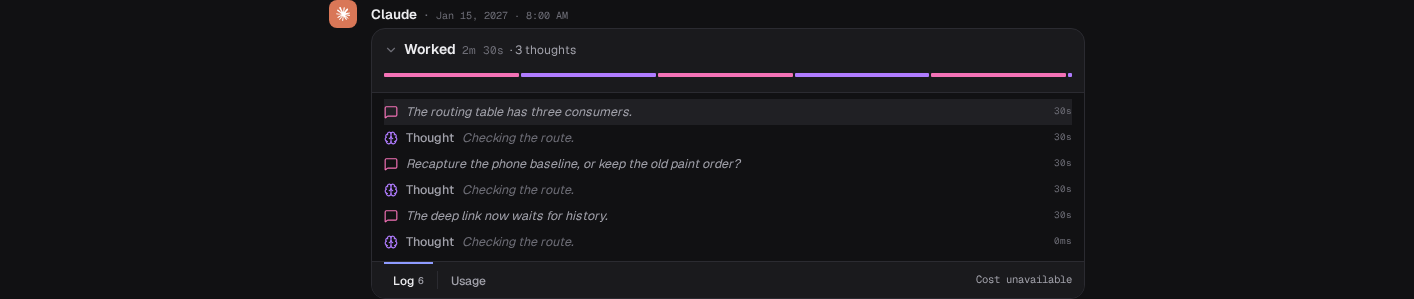 Claude · Jan 15, 2027 · 8:00 AM
Worked 2m 30s · 3 thoughts
The routing table has three consumers. 30s
Thought Checking the route. 30s
Recapture the phone baseline, or keep the old paint order? 30s
Thought Checking the route. 30s
The deep link now waits for history. 30s
Thought Checking the route. 0ms
Log 6 Usage Cost unavailable